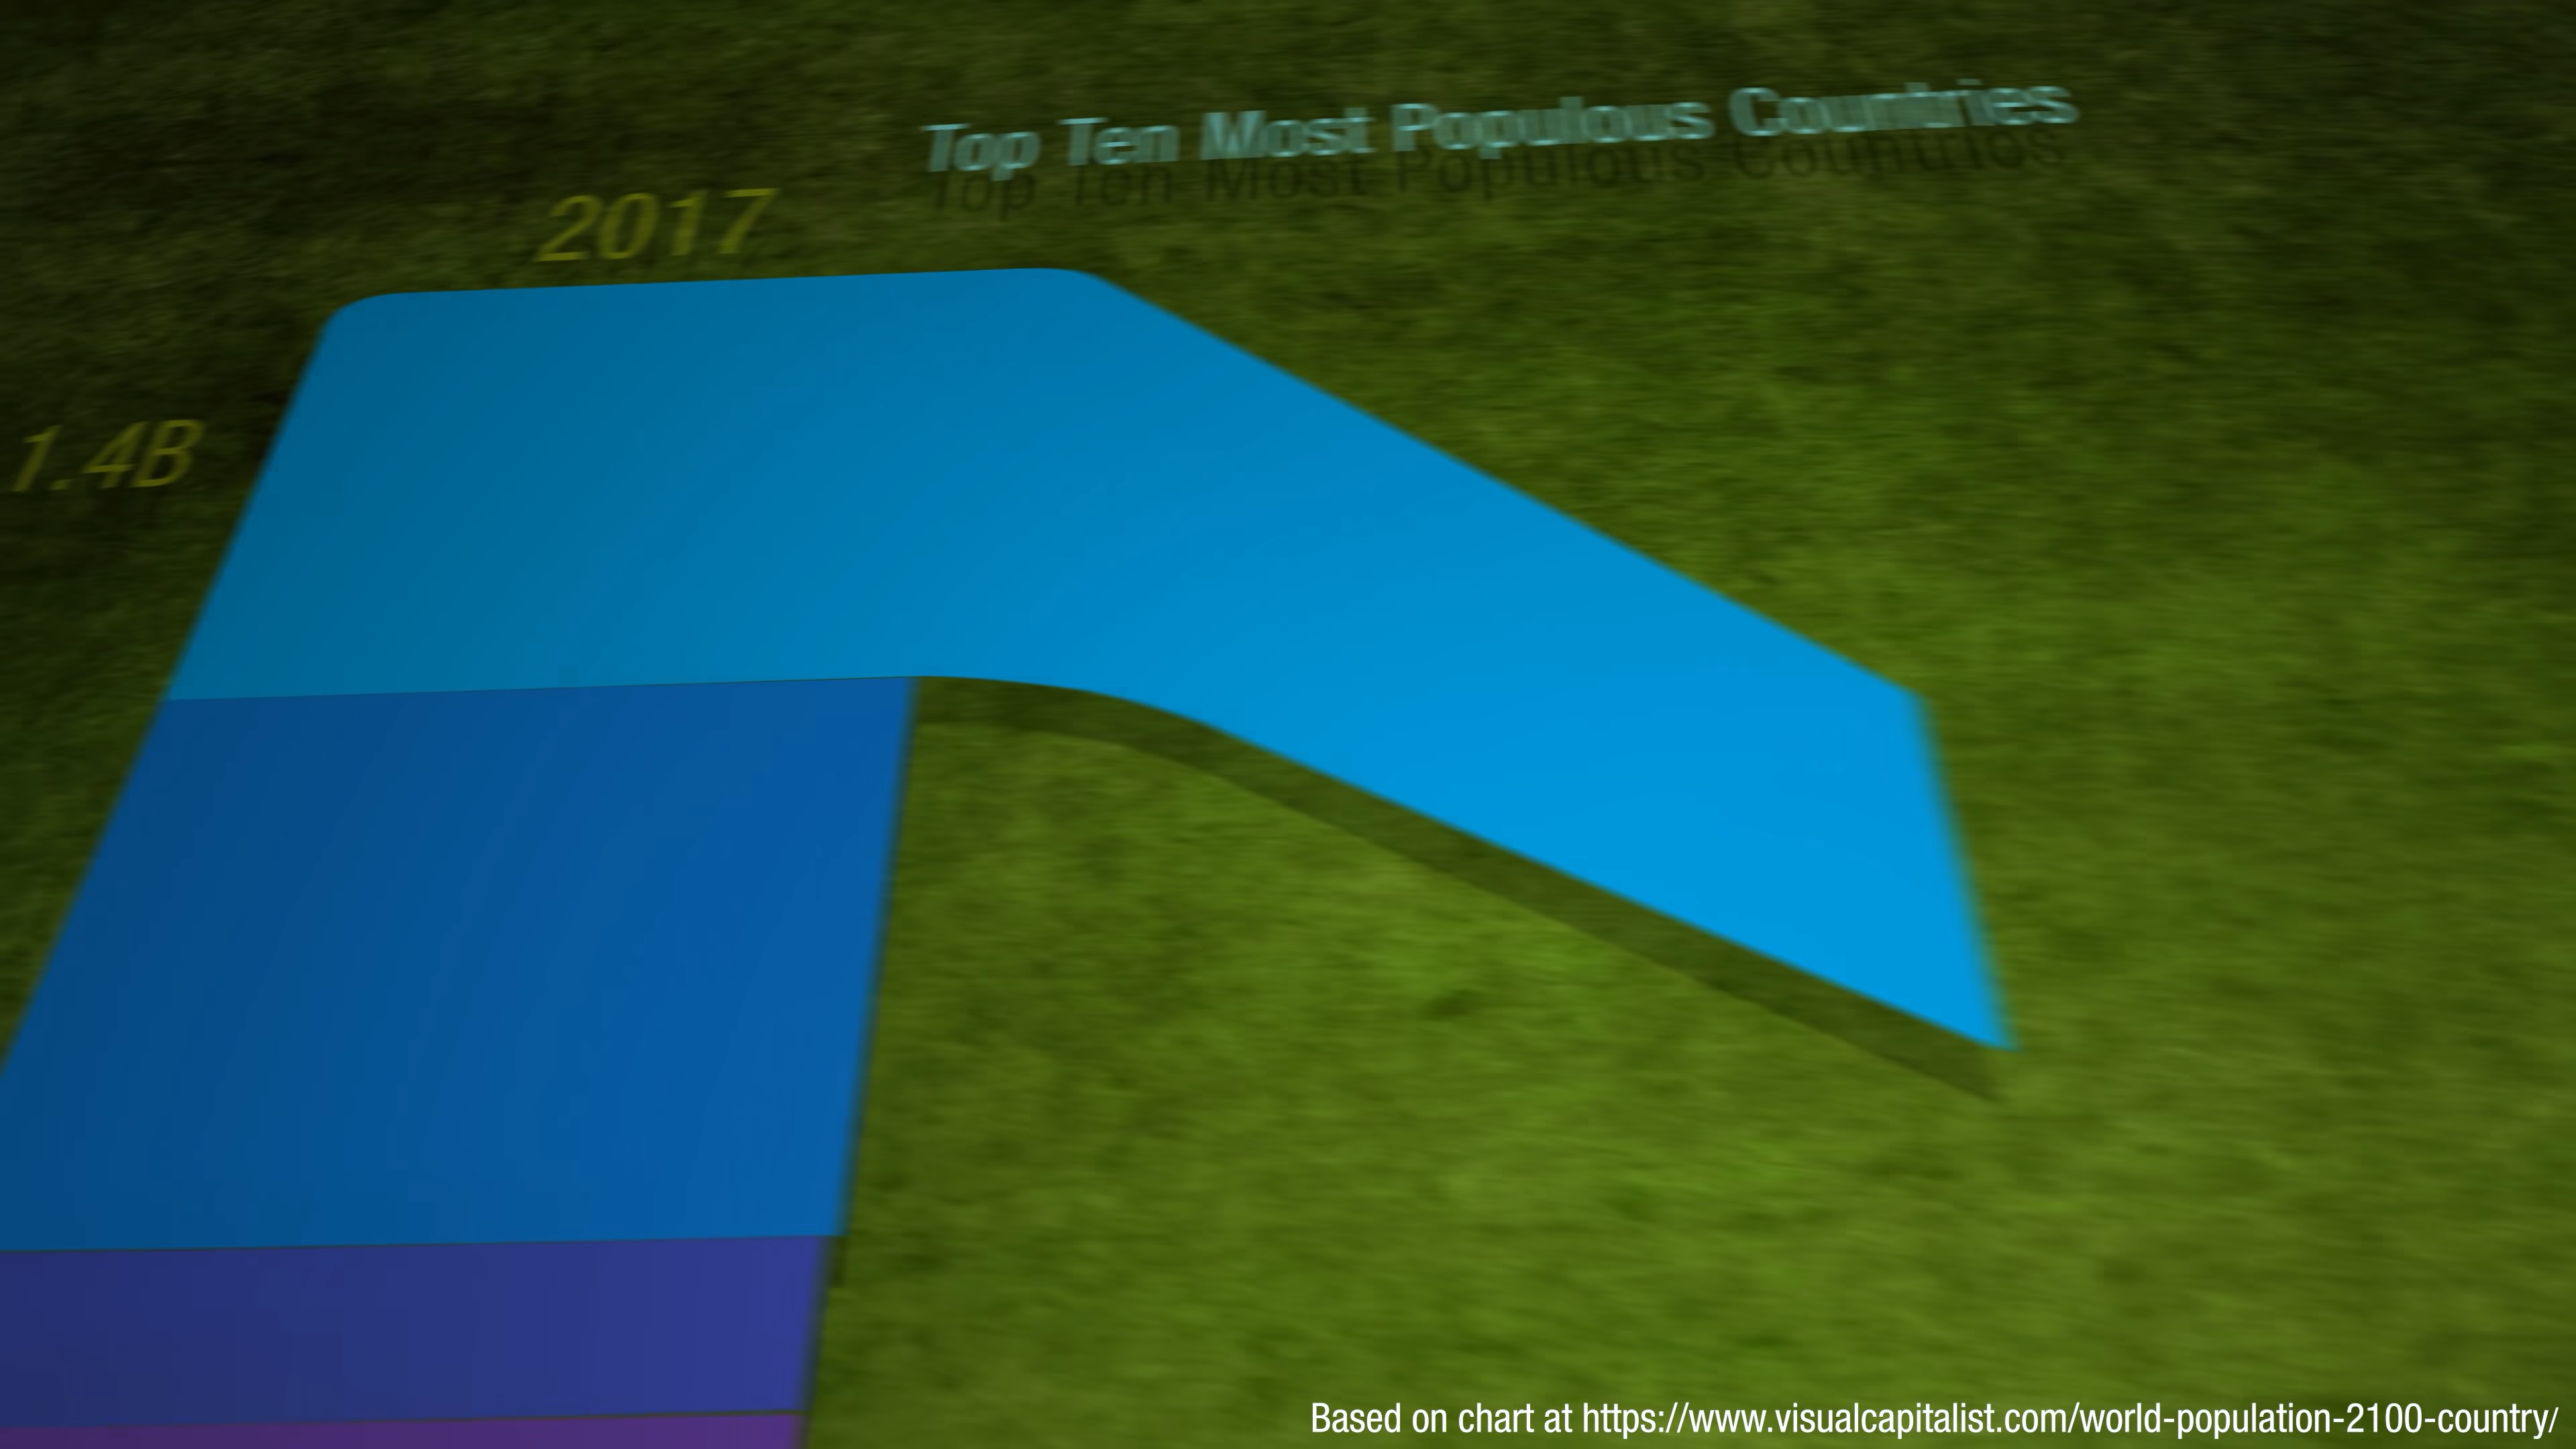 Top Ten Most Populous Countries
2017
1.4B
Based on chart at https://www.visualcapitalist.com/world-population-2100-country/